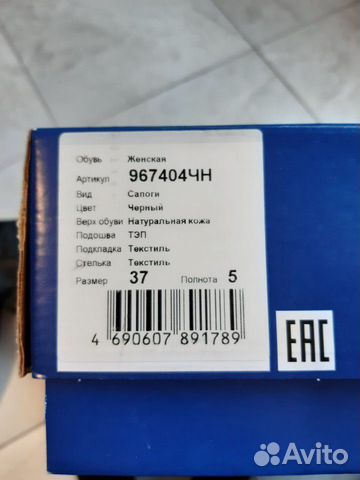 Обувь Женская
Артикул 967404ЧН
Вид Сапоги
Цвет Черный
Верх обуви Натуральная кожа
Подошва ТЭП
Подкладка Текстиль
Стелька Текстиль
Размер 37 Полнота 5
4 690607 891789
EAC
Avito